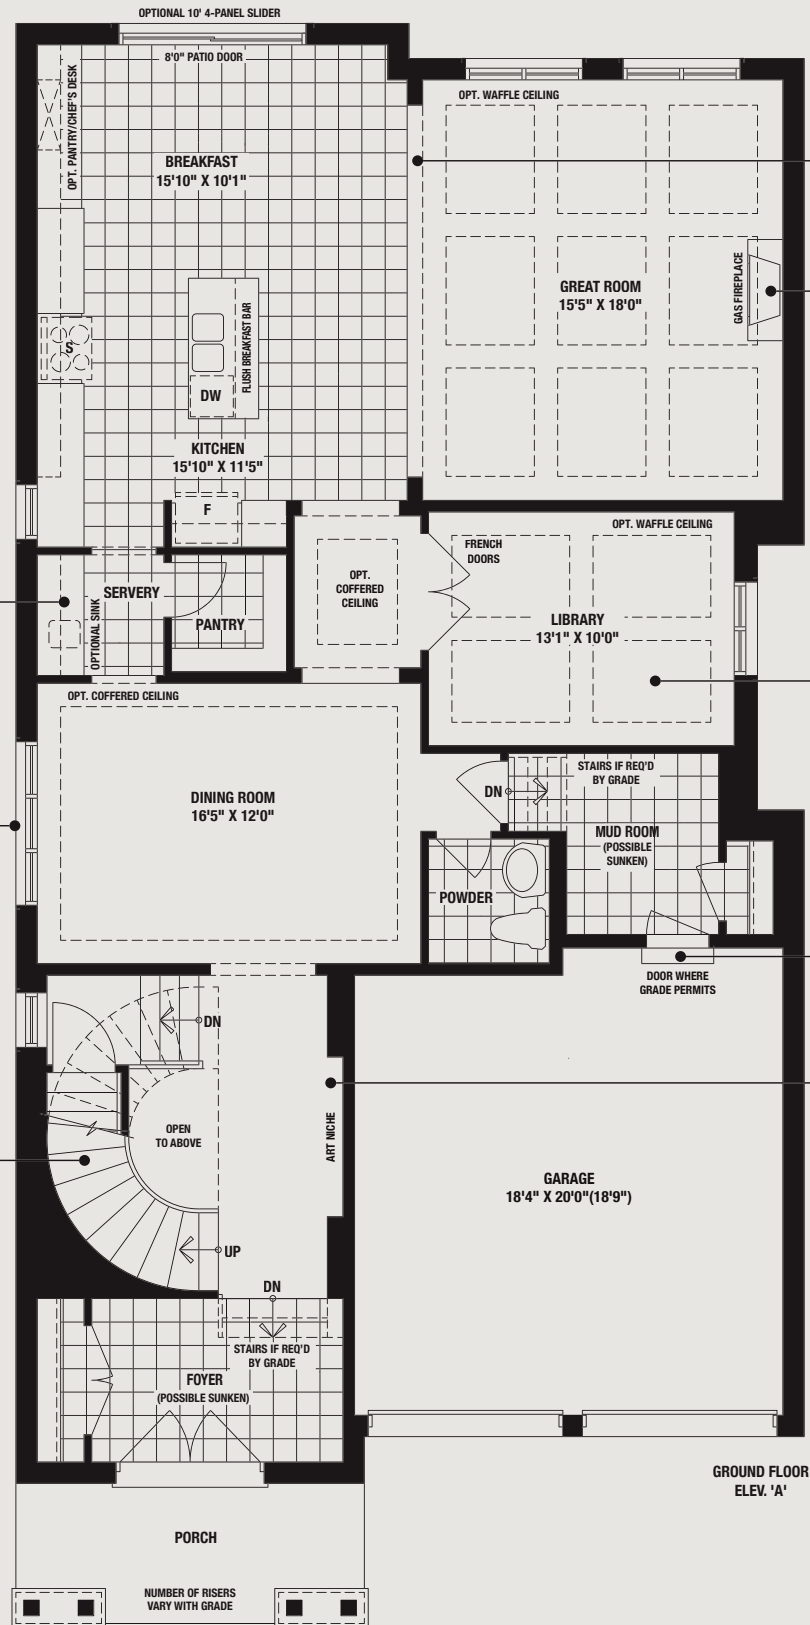 OPTIONAL 10' 4-PANEL SLIDER
8'0" PATIO DOOR
OPT. PANTRY/CHEF'S DESK
OPT. WAFFLE CEILING
BREAKFAST
15'10" X 10'1"
GREAT ROOM
15'5" X 18'0"
GAS FIREPLACE
S
FLUSH BREAKFAST BAR
DW
KITCHEN
15'10" X 11'5"
F
OPT. WAFFLE CEILING
FRENCH
DOORS
OPT.
COFFERED
CEILING
SERVERY
OPTIONAL SINK
PANTRY
LIBRARY
13'1" X 10'0"
OPT. COFFERED CEILING
DINING ROOM
16'5" X 12'0"
STAIRS IF REQ'D
BY GRADE
DN
MUD ROOM
(POSSIBLE
SUNKEN)
POWDER
DOOR WHERE
GRADE PERMITS
DN
OPEN
TO ABOVE
ART NICHE
GARAGE
18'4" X 20'0"(18'9")
UP
DN
STAIRS IF REQ'D
BY GRADE
FOYER
(POSSIBLE SUNKEN)
GROUND FLOOR
ELEV. 'A'
PORCH
NUMBER OF RISERS
VARY WITH GRADE